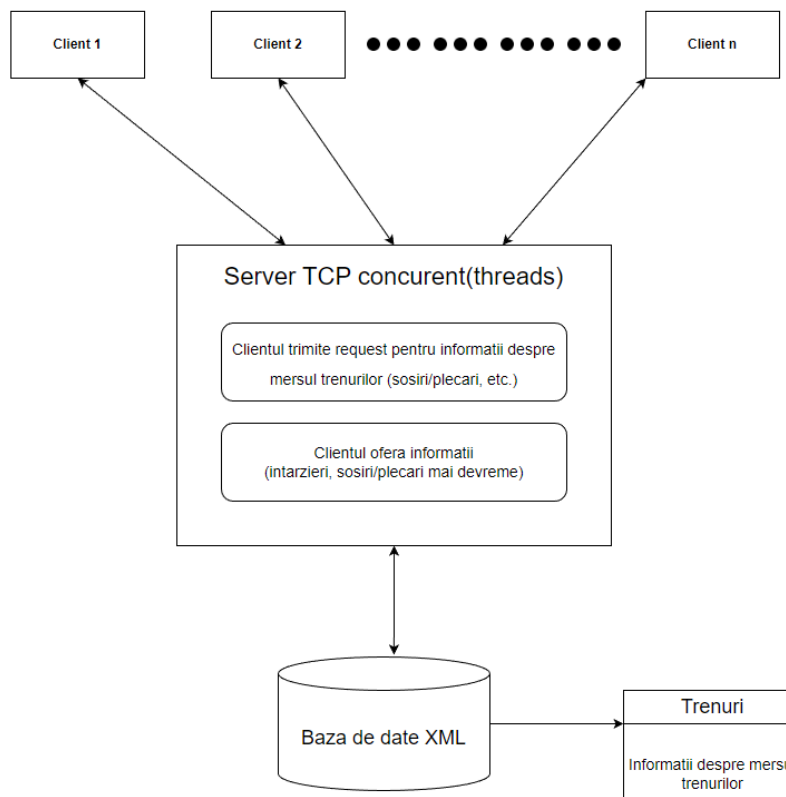 Client 1
Client 2
Client n
Server TCP concurent(threads)
Clientul trimite request pentru informatii despre
mersul trenurilor (sosiri/plecari, etc.)
Clientul ofera informatii
(intarzieri, sosiri/plecari mai devreme)
Baza de date XML
Trenuri
Informatii despre mersu
trenurilor